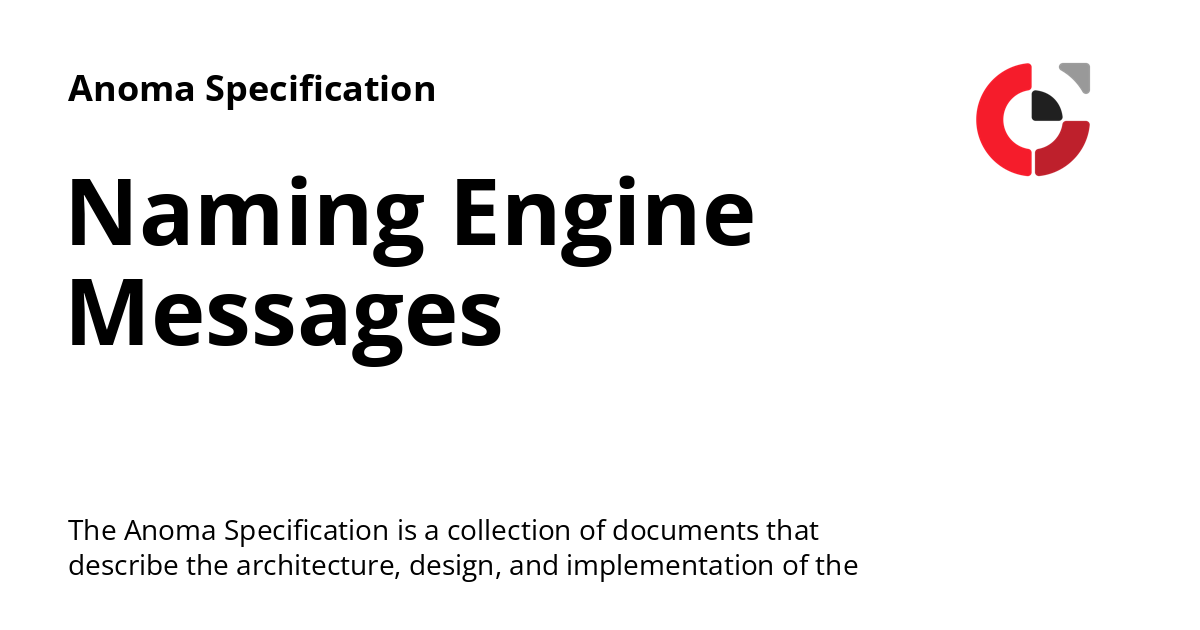 Anoma Specification
Naming Engine
Messages
The Anoma Specification is a collection of documents that
describe the architecture, design, and implementation of the